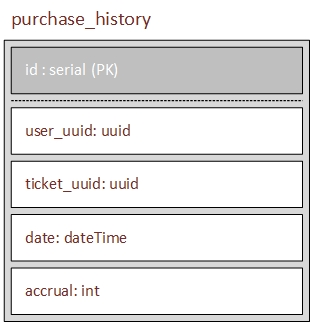 purchase_history
id : serial (PK)
user_uuid: uuid
ticket_uuid: uuid
date: dateTime
accrual: int